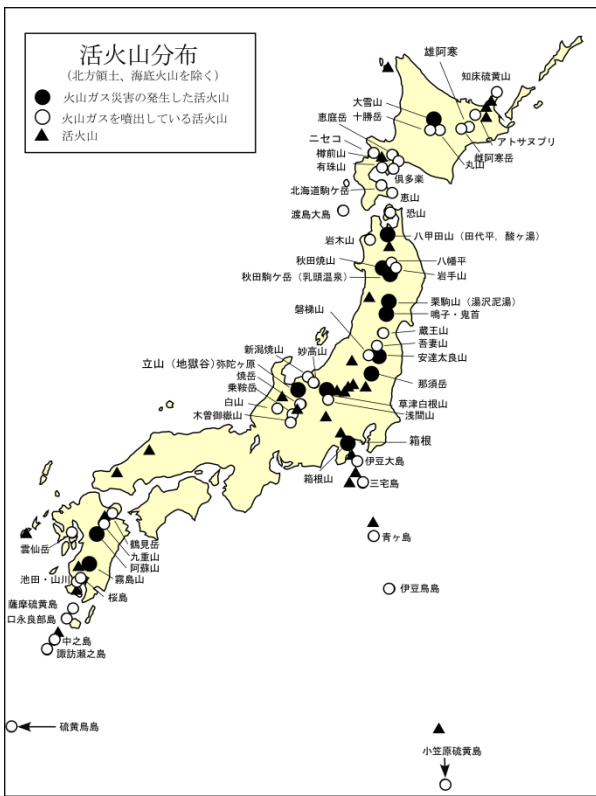 活火山分布
(北方領土、海底火山を除く)
火山ガス災害の発生した活火山
火山ガスを噴出している活火山
活火山
雄阿寒
知床硫黄山
大雪山
十勝岳
恵庭岳
ニセコ
樽前山
有珠山
アトサヌプリ
雌阿寒岳
丸山
倶多楽
北海道駒ケ岳
恵山
渡島大島
恐山
岩木山
八甲田山(田代平,酸ヶ湯)
秋田焼山
八幡平
秋田駒ケ岳(乳頭温泉)
岩手山
栗駒山(湯沢泥湯)
鳴子・鬼首
磐梯山
蔵王山
吾妻山
安達太良山
新潟焼山
妙高山
立山(地獄谷)
弥陀ヶ原
焼岳
乗鞍岳
白山
木曽御嶽山
那須岳
草津白根山
浅間山
箱根
箱根山
伊豆大島
三宅島
青ヶ島
伊豆鳥島
鶴見岳
九重山
阿蘇山
雲仙岳
霧島山
池田・山川
桜島
薩摩硫黄島
口永良部島
中之島
諏訪瀬之島
硫黄鳥島
小笠原硫黄島